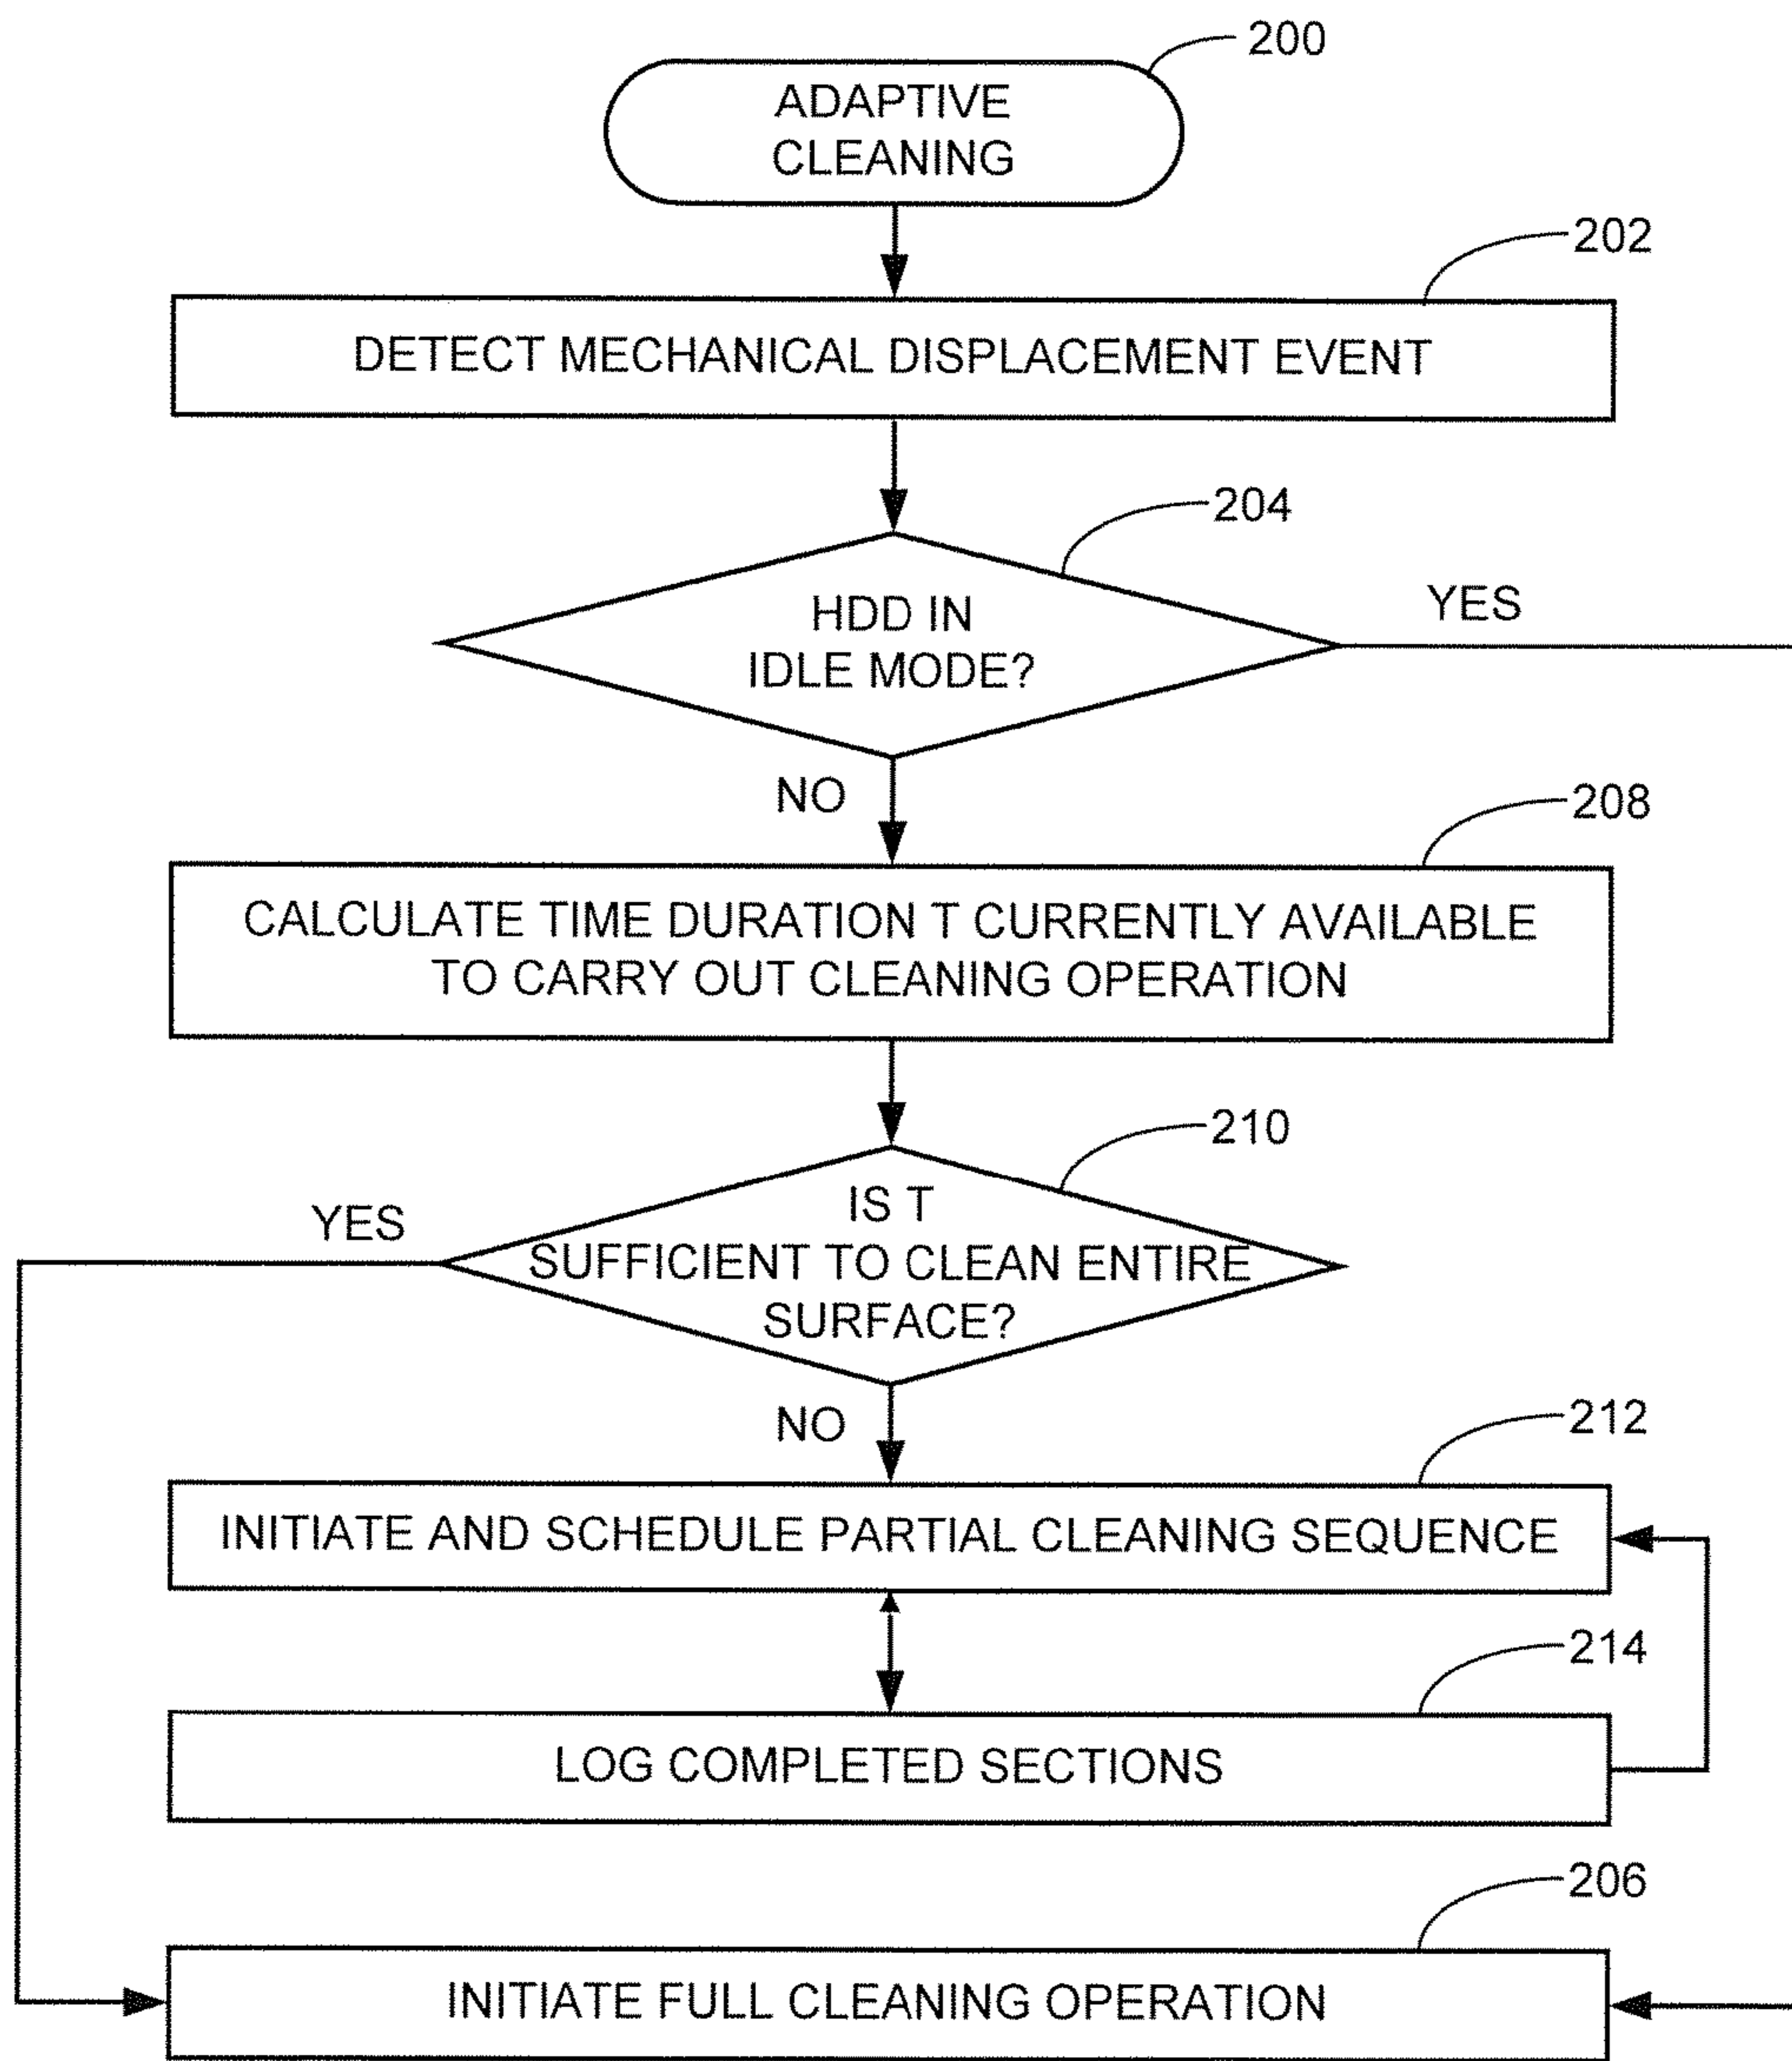 200
ADAPTIVE
CLEANING
202
DETECT MECHANICAL DISPLACEMENT EVENT
204
HDD IN
IDLE MODE?
YES
NO
208
CALCULATE TIME DURATION T CURRENTLY AVAILABLE
TO CARRY OUT CLEANING OPERATION
210
YES
IS T
SUFFICIENT TO CLEAN ENTIRE
SURFACE?
NO
212
INITIATE AND SCHEDULE PARTIAL CLEANING SEQUENCE
214
LOG COMPLETED SECTIONS
206
INITIATE FULL CLEANING OPERATION